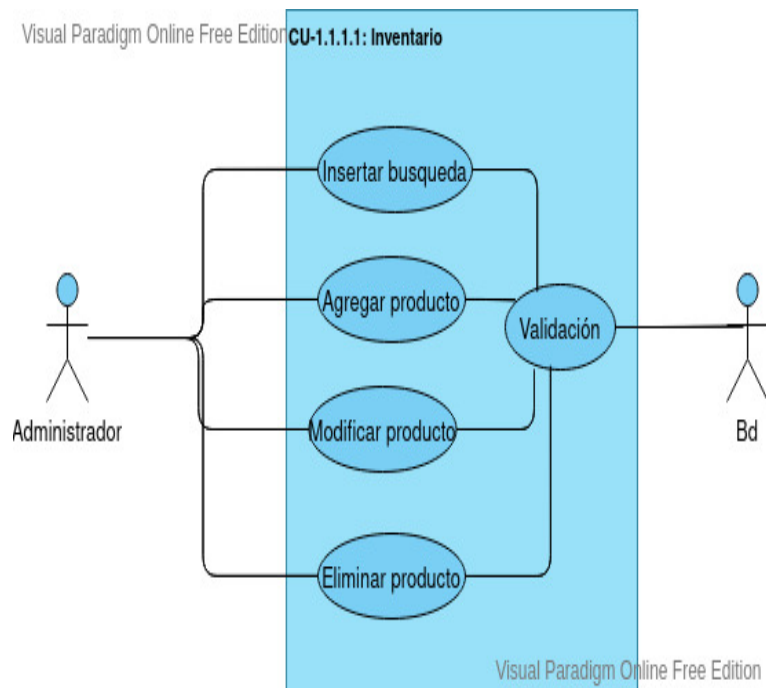 Visual Paradigm Online Free Edition
CU-1.1.1.1: Inventario
Insertar busqueda
Agregar producto
Validación
Administrador
Modificar producto
Bd
Eliminar producto
Visual Paradigm Online Free Edition